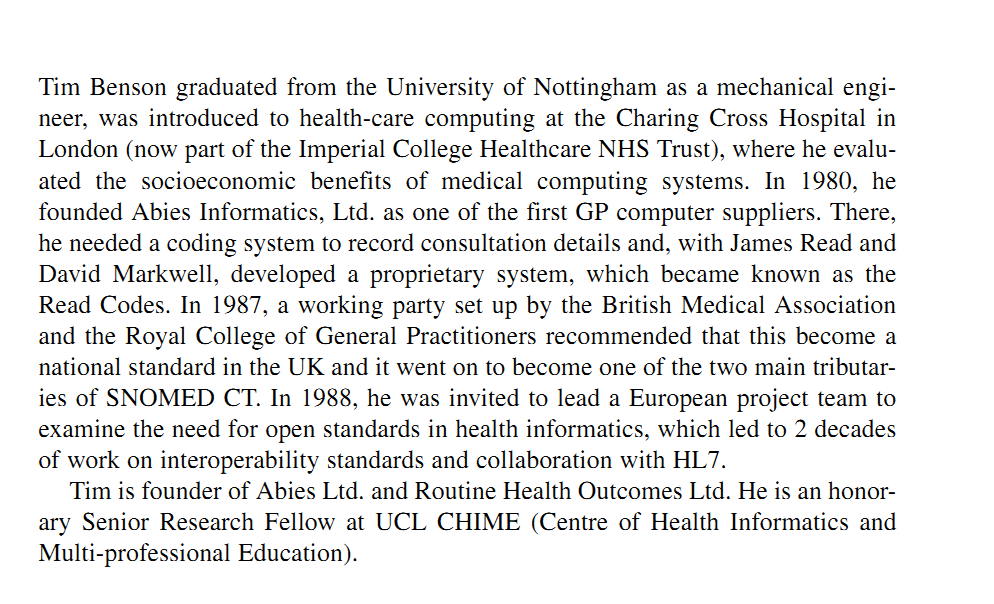 Tim Benson graduated from the University of Nottingham as a mechanical engi-
neer, was introduced to health-care computing at the Charing Cross Hospital in
London (now part of the Imperial College Healthcare NHS Trust), where he evalu-
ated the socioeconomic benefits of medical computing systems. In 1980, he
founded Abies Informatics, Ltd. as one of the first GP computer suppliers. There,
he needed a coding system to record consultation details and, with James Read and
David Markwell, developed a proprietary system, which became known as the
Read Codes. In 1987, a working party set up by the British Medical Association
and the Royal College of General Practitioners recommended that this become a
national standard in the UK and it went on to become one of the two main tributar-
ies of SNOMED CT. In 1988, he was invited to lead a European project team to
examine the need for open standards in health informatics, which led to 2 decades
of work on interoperability standards and collaboration with HL7.
Tim is founder of Abies Ltd. and Routine Health Outcomes Ltd. He is an honor-
ary Senior Research Fellow at UCL CHIME (Centre of Health Informatics and
Multi-professional Education).